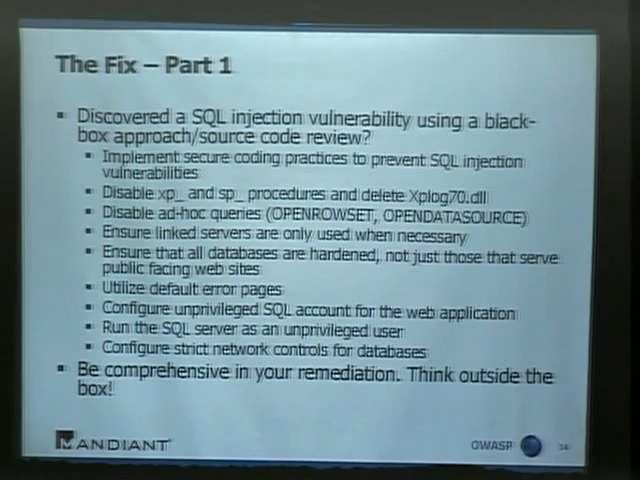 The Fix – Part 1
Discovered a SQL injection vulnerability using a black-
box approach/source code review?
Implement secure coding practices to prevent SQL injection
vulnerabilities
Disable xp_ and sp_ procedures and delete Xplog70.dll
Disable ad-hoc queries (OPENROWSET, OPENDATASOURCE)
Ensure linked servers are only used when necessary
Ensure that all databases are hardened, not just those that serve
public facing web sites
Utilize default error pages
Configure unprivileged SQL account for the web application
Run the SQL server as an unprivileged user
Configure strict network controls for databases
Be comprehensive in your remediation. Think outside the
box!
MANDIANT
OWASP